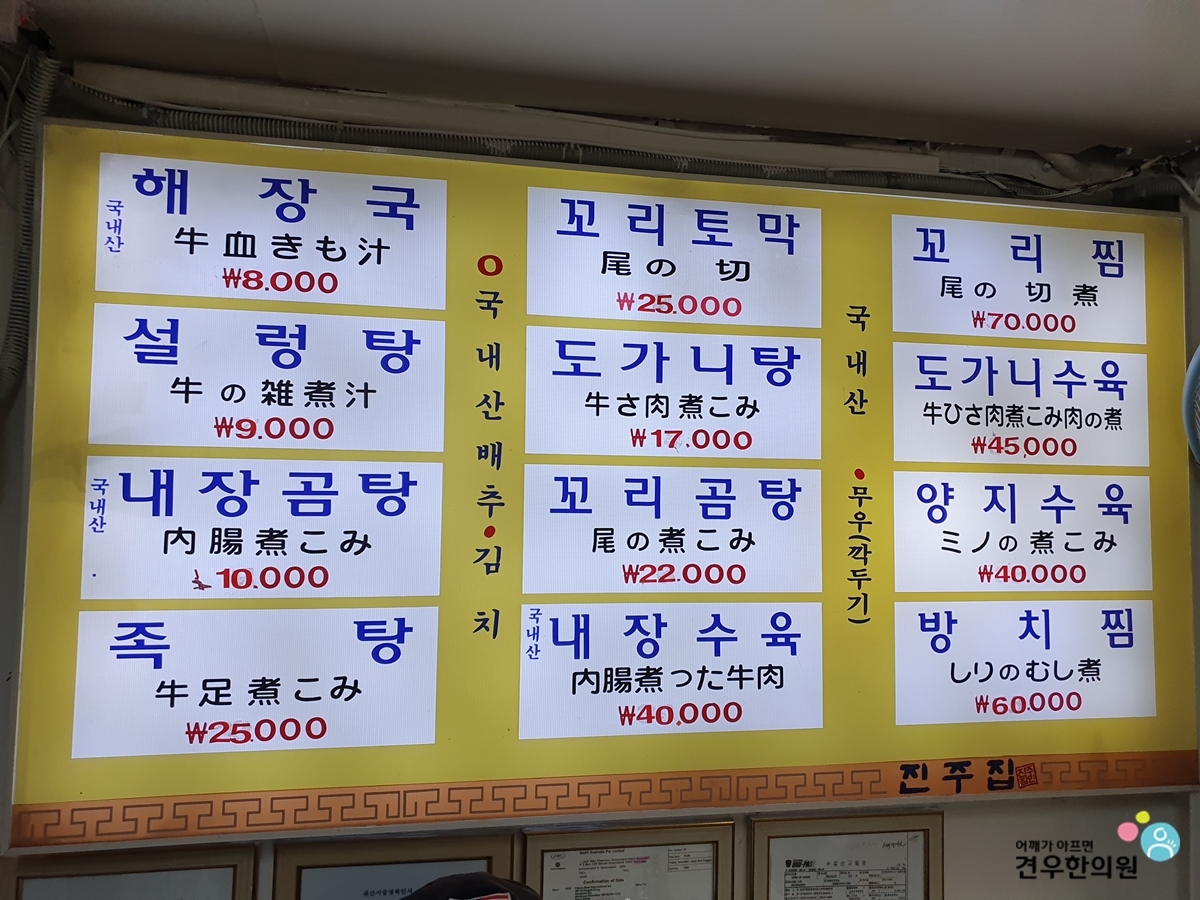 해장국
국내산
牛血きも汁
₩8.000
설렁탕
牛の雑煮汁
₩9.000
국내산
내장곰탕
内腸煮こみ
10.000
족탕
牛足煮こみ
₩25.000
O국내산배추•김치
꼬리토막
尾の切
₩25.000
도가니탕
牛さ肉煮こみ
₩17.000
꼬리곰탕
尾の煮こみ
₩22.000
국내산
내장수육
内腸煮つた牛肉
₩40.000
국내산•무우(깍두기)
꼬리찜
尾の切煮
₩70.000
도가니수육
牛ひさ肉煮こみ肉の煮
₩45,000
양지수육
ミノの煮こみ
₩40.000
방치찜
しりのむし煮
₩60.000
진주집
어깨가 아프면
견우한의원